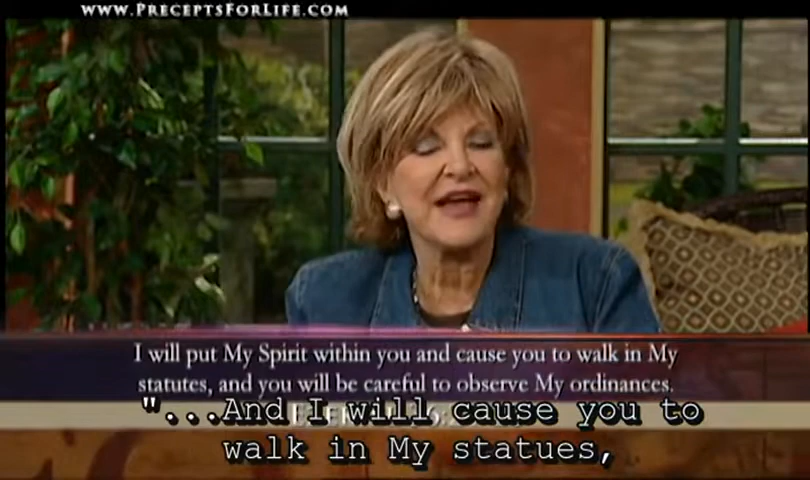 www.PreceptsForLife.com
I will put My Spirit within you and cause you to walk in My
statutes, and you will be careful to observe My ordinances.
"...And I will cause you to
walk in My statues,